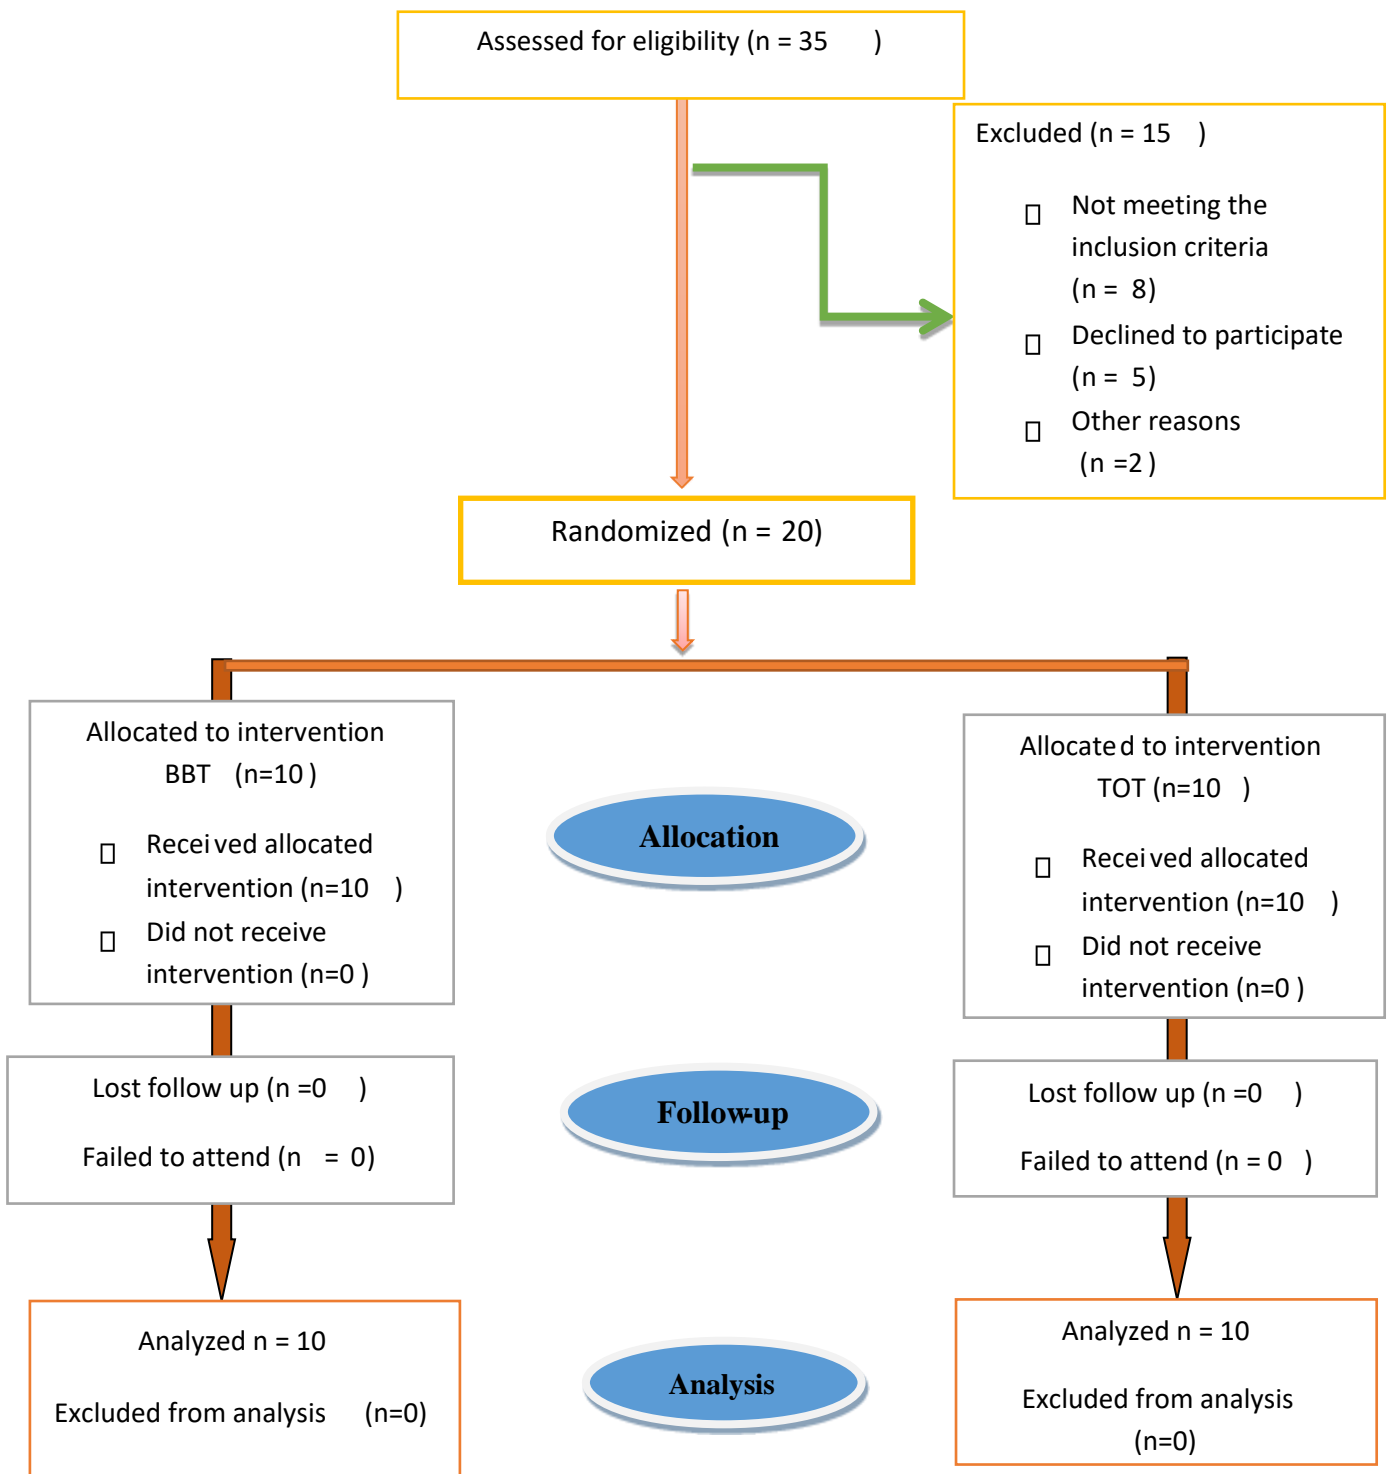 Assessed for eligibility (n = 35 )
Excluded (n = 15 )
Not meeting the
inclusion criteria
(n = 8)
Declined to participate
(n = 5)
Other reasons
(n =2 )
Randomized (n = 20)
Allocated to intervention
BBT (n=10 )
Received allocated
intervention (n=10 )
Did not receive
intervention (n=0 )
Allocation
Allocated to intervention
TOT (n=10 )
Received allocated
intervention (n=10 )
Did not receive
intervention (n=0 )
Lost follow up (n =0 )
Failed to attend (n = 0)
Follow-up
Lost follow up (n =0 )
Failed to attend (n = 0 )
Analyzed n = 10
Excluded from analysis (n=0)
Analysis
Analyzed n = 10
Excluded from analysis
(n=0)